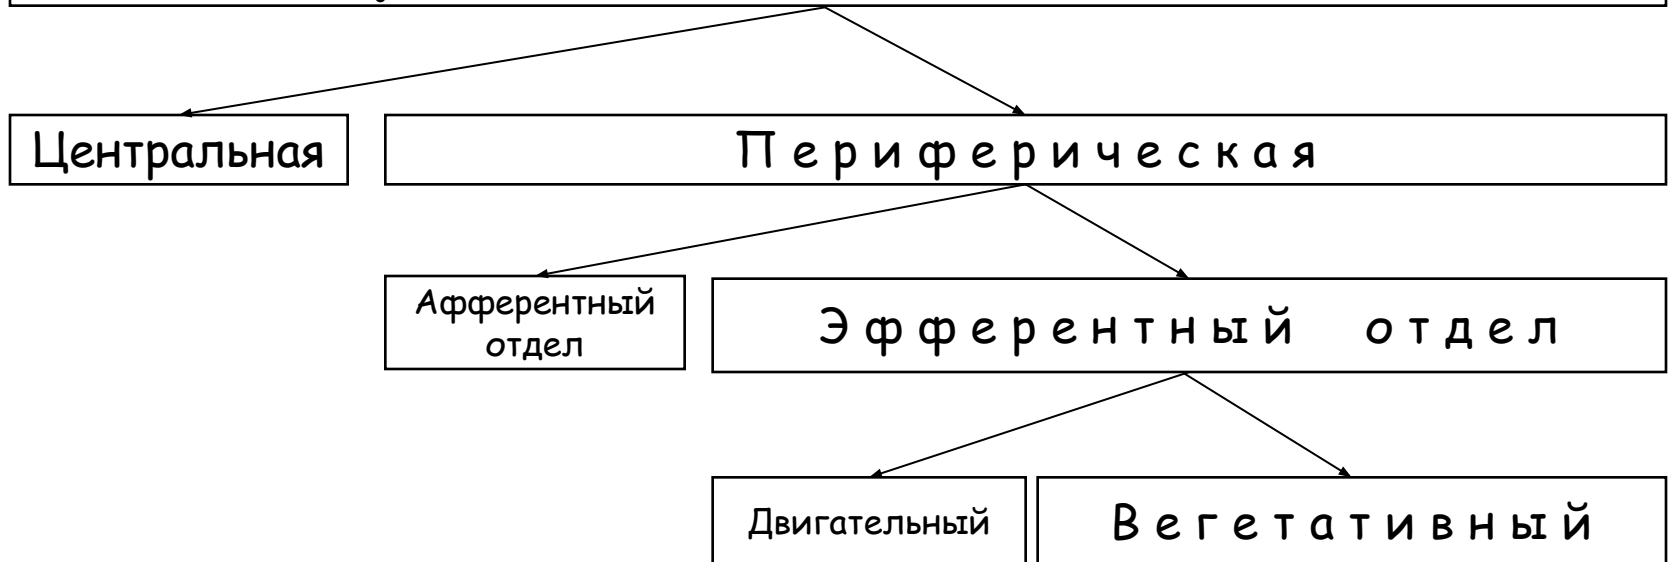 Центральная
Периферическая
Афферентный
отдел
Эфферентный отдел
Двигательный
Вегетативный